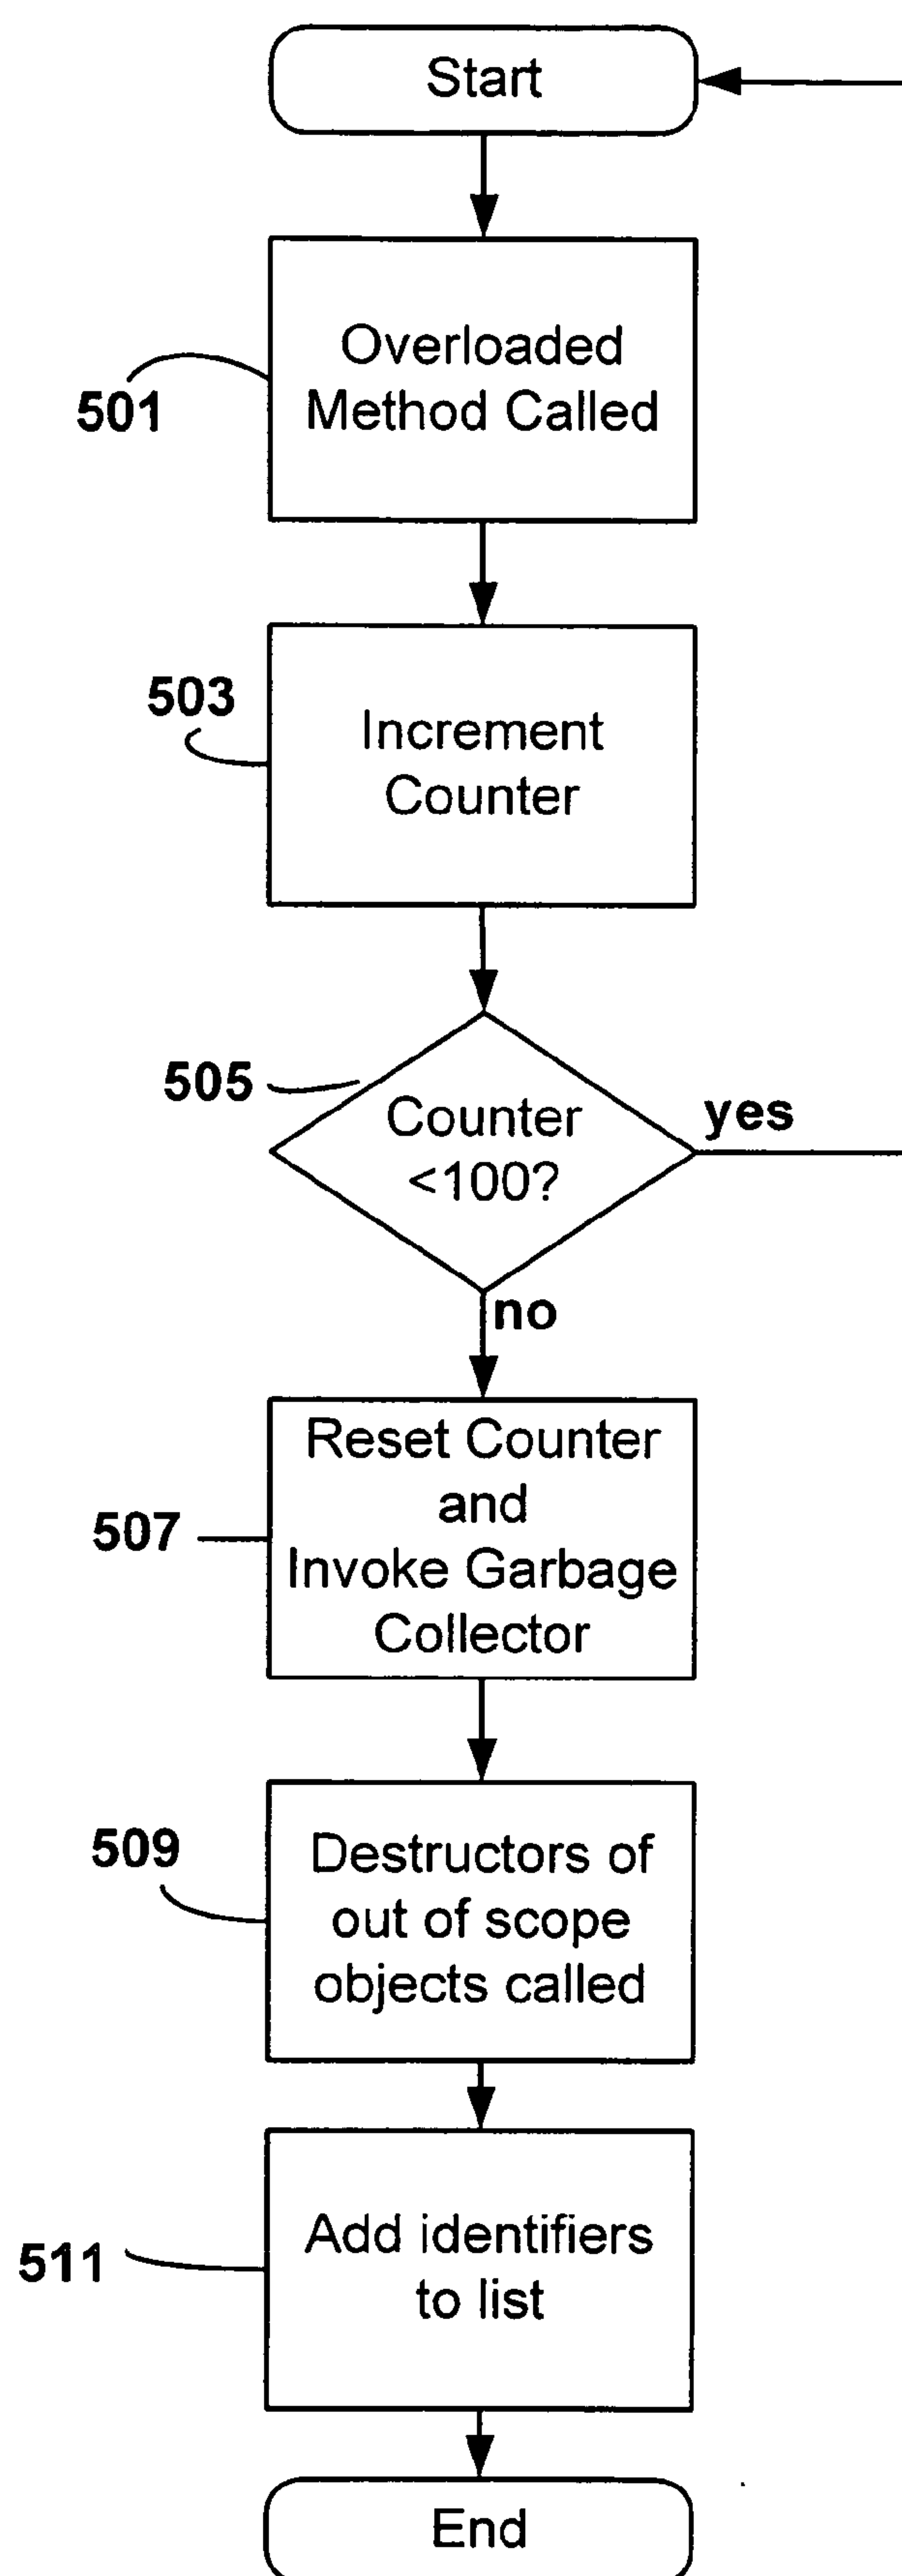 Start
Overloaded
Method Called
501
503
Increment
Counter
505
Counter
<100?
yes
no
Reset Counter
and
Invoke Garbage
Collector
507
509
Destructors of
out of scope
objects called
Add identifiers
to list
511
End